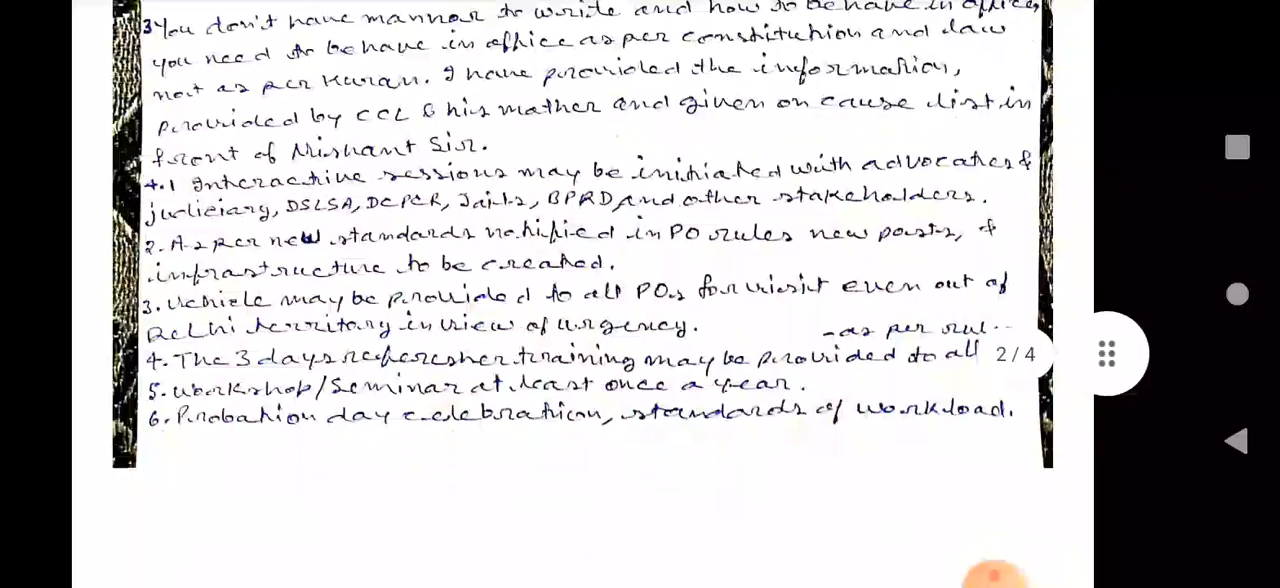 3 you don't have mannar to write and how to behave in office,
you need to behave in office as per constitution and law
not as per Kuran. I have provided the information,
provided by CCL & his mather and given on cause list in
front of Nishant Sir.
4.1 Interactive sessions may be initiated with advocates &
judiciary, DSLSA, DCPCR, Jails, BPRD, and other stakeholders.
2. As per new standards notified in PO rules new posts, &
infrastructure to be created.
3. Vehicle may be provided to all POs for visit even out of
Delhi territory in view of urgency. - as per rul..
4. The 3 days refresher training may be provided to all
2/4
5. Workshop/Seminar at least once a year.
6. Probation day celebration, standards of workload.